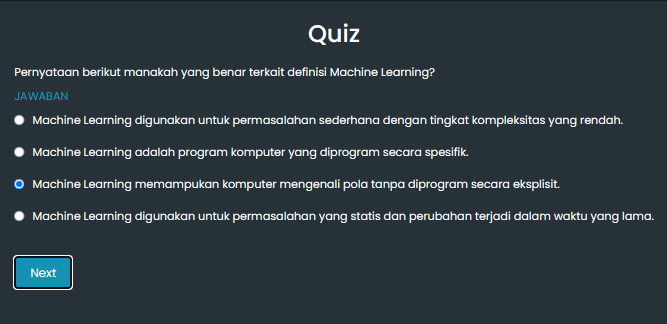 Quiz
Pernyataan berikut manakah yang benar terkait definisi Machine Learning?
JAWABAN
Machine Learning digunakan untuk permasalahan sederhana dengan tingkat kompleksitas yang rendah.
Machine Learning adalah program komputer yang diprogram secara spesifik.
Machine Learning memampukan komputer mengenali pola tanpa diprogram secara eksplisit.
Machine Learning digunakan untuk permasalahan yang statis dan perubahan terjadi dalam waktu yang lama.
Next